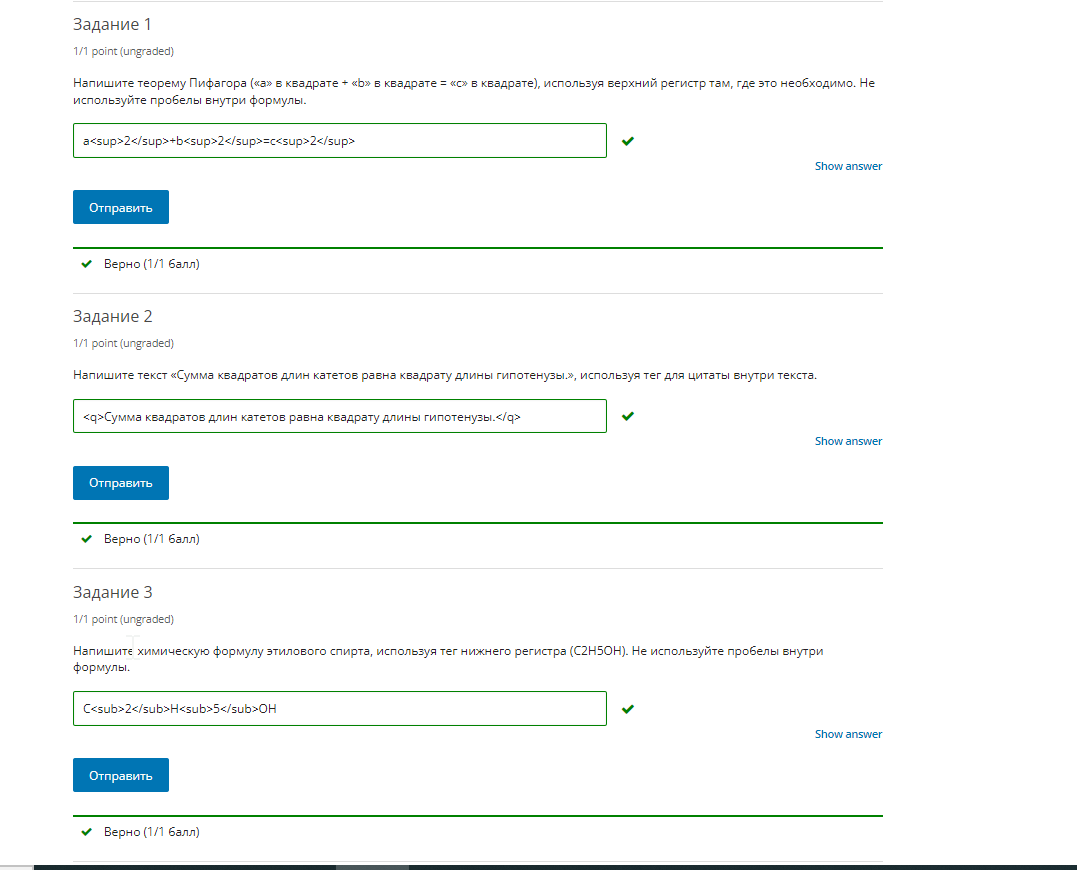 Задание 1
1/1 point (ungraded)
Напишите теорему Пифагора («a» в квадрате + «b» в квадрате = «c» в квадрате), используя верхний регистр там, где это необходимо. Не
используйте пробелы внутри формулы.
a<sup>2</sup>+b<sup>2</sup>=c<sup>2</sup>
Show answer
Отправить
Верно (1/1 балл)
Задание 2
1/1 point (ungraded)
Напишите текст «Сумма квадратов длин катетов равна квадрату длины гипотенузы.», используя тег для цитаты внутри текста.
<q>Сумма квадратов длин катетов равна квадрату длины гипотенузы.</q>
Show answer
Отправить
Верно (1/1 балл)
Задание 3
1/1 point (ungraded)
Напишите химическую формулу этилового спирта, используя тег нижнего регистра (C2H5OH). Не используйте пробелы внутри
формулы.
C<sub>2</sub>H<sub>5</sub>OH
Show answer
Отправить
Верно (1/1 балл)